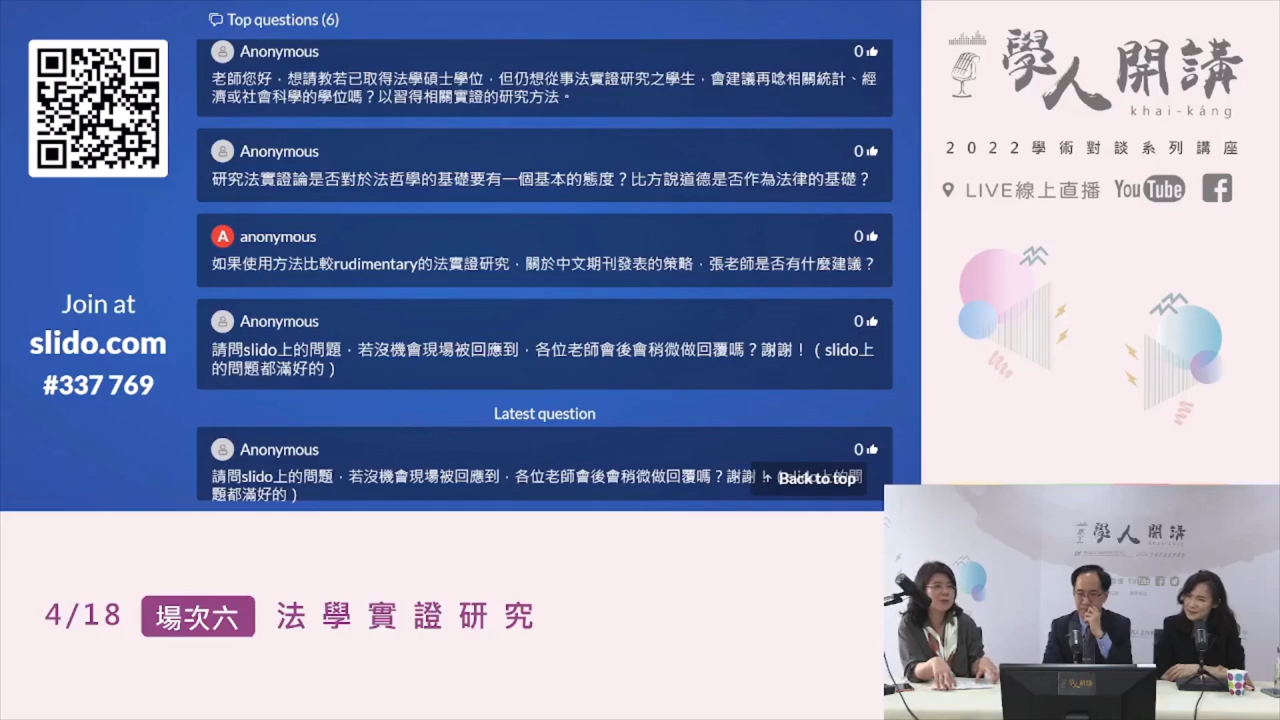 Top questions (6)
Anonymous
0
老師您好，想請教若已取得法學碩士學位，但仍想從事法實證研究之學生，會建議再唸相關統計、經
濟或社會科學的學位嗎？以習得相關實證的研究方法。
Anonymous
0
研究法實證論是否對於法哲學的基礎要有一個基本的態度？比方說道德是否作為法律的基礎？
A anonymous
0
如果使用方法比較rudimentary的法實證研究，關於中文期刊發表的策略，張老師是否有什麼建議？
Anonymous
0
請問slido上的問題，若沒機會現場被回應到，各位老師會後會稍微做回覆嗎？謝謝！（slido上
的問題都滿好的）
Latest question
Anonymous
0
請問slido上的問題，若沒機會現場被回應到，各位老師會後會稍微做回覆嗎？謝謝！（slido上的問
題都滿好的）
Back to top
Join at
slido.com
#337 769
學人開講
khai-káng
2022學術對談系列講座
LIVE線上直播 YouTube f
4/18 場次六 法學實證研究
學人開講
學人開講